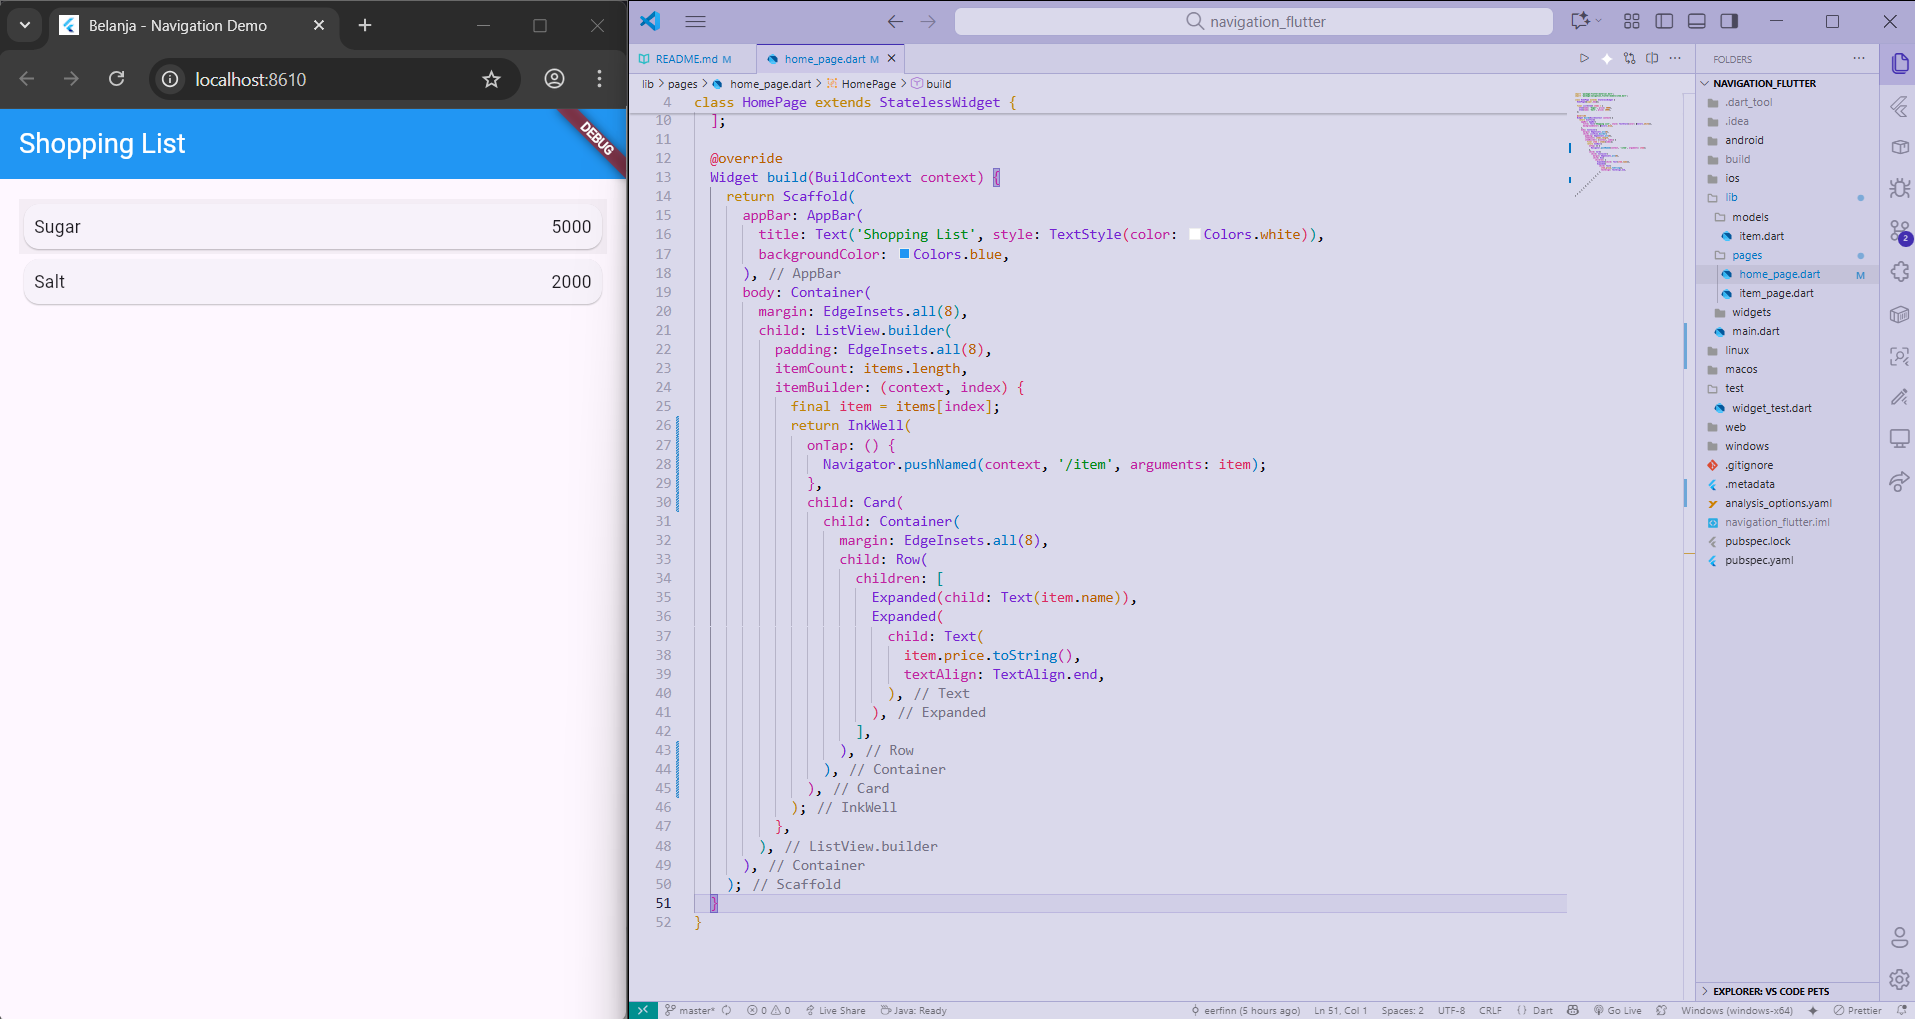 Belanja - Navigation Demo
localhost:8610
Shopping List
DEBUG
Sugar 5000
Salt 2000
navigation_flutter
README.md M
home_page.dart M
lib > pages > home_page.dart > HomePage > build
4 class HomePage extends StatelessWidget {
10 ];
11
12 @override
13 Widget build(BuildContext context) {
14 return Scaffold(
15 appBar: AppBar(
16 title: Text('Shopping List', style: TextStyle(color: Colors.white)),
17 backgroundColor: Colors.blue,
18 ), // AppBar
19 body: Container(
20 margin: EdgeInsets.all(8),
21 child: ListView.builder(
22 padding: EdgeInsets.all(8),
23 itemCount: items.length,
24 itemBuilder: (context, index) {
25 final item = items[index];
26 return InkWell(
27 onTap: () {
28 Navigator.pushNamed(context, '/item', arguments: item);
29 },
30 child: Card(
31 child: Container(
32 margin: EdgeInsets.all(8),
33 child: Row(
34 children: [
35 Expanded(child: Text(item.name)),
36 Expanded(
37 child: Text(
38 item.price.toString(),
39 textAlign: TextAlign.end,
40 ), // Text
41 ), // Expanded
42 ],
43 ), // Row
44 ), // Container
45 ), // Card
46 ); // InkWell
47 },
48 ), // ListView.builder
49 ), // Container
50 ); // Scaffold
51 }
52 }
FOLDERS
NAVIGATION_FLUTTER
.dart_tool
.idea
android
build
ios
lib
models
item.dart
pages
home_page.dart M
item_page.dart
widgets
main.dart
linux
macos
test
widget_test.dart
web
windows
.gitignore
.metadata
analysis_options.yaml
navigation_flutter.iml
pubspec.lock
pubspec.yaml
EXPLORER: VS CODE PETS
2
master* 0 0 Live Share Java: Ready eerfinn (5 hours ago) Ln 51, Col 1 Spaces: 2 UTF-8 CRLF {} Dart Go Live Windows (windows-x64) Prettier